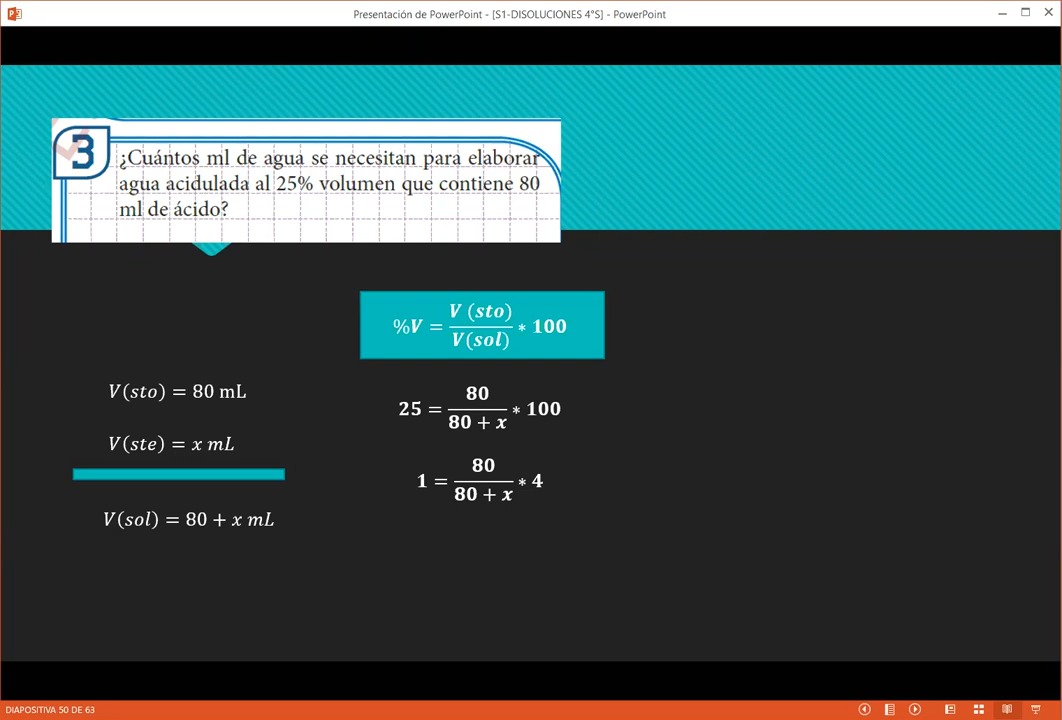 Presentación de PowerPoint - [S1-DISOLUCIONES 4°S] - PowerPoint
3
¿Cuántos ml de agua se necesitan para elaborar
agua acidulada al 25% volumen que contiene 80
ml de ácido?
%V = V (sto) / V(sol) * 100
V(sto) = 80 mL
25 = 80 / 80 + x * 100
V(ste) = x mL
1 = 80 / 80 + x * 4
V(sol) = 80 + x mL
DIAPOSITIVA 50 DE 63